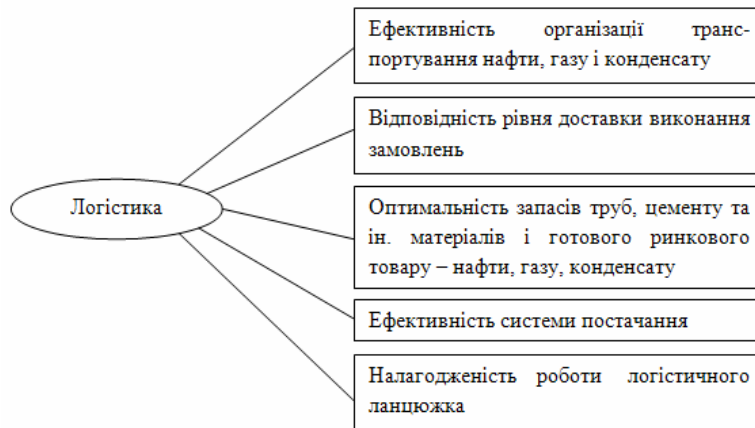 Ефективність організації транс-
портування нафти, газу і конденсату
Відповідність рівня доставки виконання
замовлень
Логістика
Оптимальність запасів труб, цементу та
ін. матеріалів і готового ринкового
товару – нафти, газу, конденсату
Ефективність системи постачання
Налагодженість роботи логістичного
ланцюжка